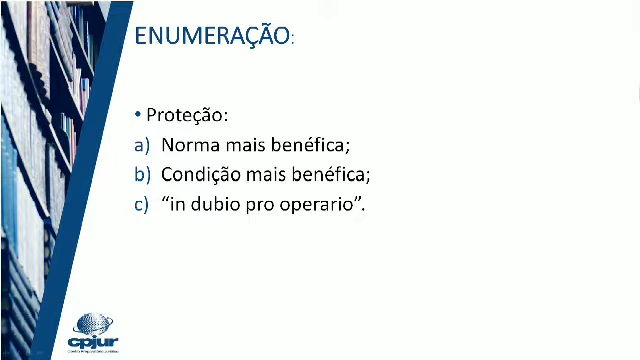 ENUMERAÇÃO:
• Proteção:
a) Norma mais benéfica;
b) Condição mais benéfica;
c) “in dubio pro operario”.
cpjur